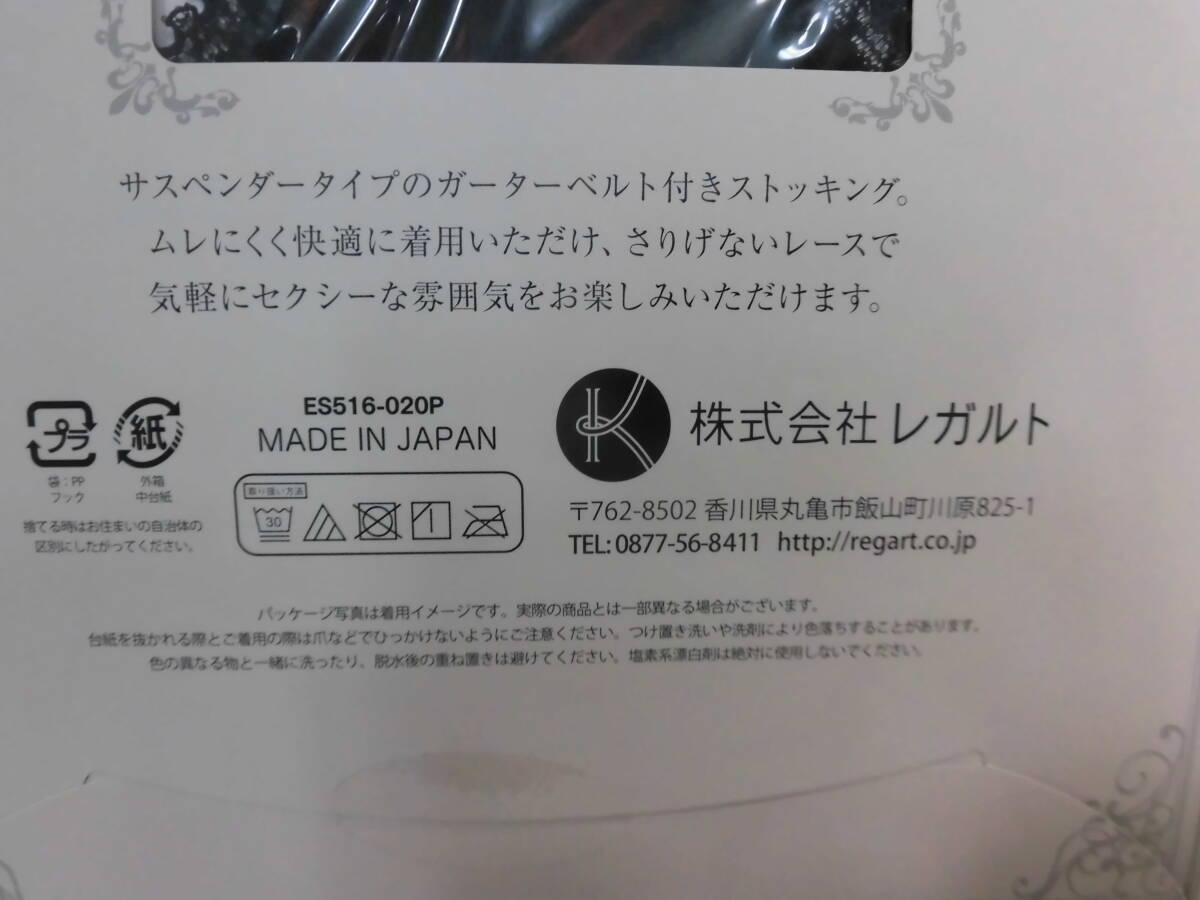 サスペンダータイプのガーターベルト付きストッキング。
ムレにくく快適に着用いただけ、さりげないレースで
気軽にセクシーな雰囲気をお楽しみいただけます。
プラ
袋:PP
フック
紙
外箱
中台紙
捨てる時はお住まいの自治体の
区別にしたがってください。
ES516-020P
MADE IN JAPAN
取り扱い方法
30
株式会社レガルト
〒762-8502 香川県丸亀市飯山町川原825-1
TEL:0877-56-8411 http://regart.co.jp
パッケージ写真は着用イメージです。実際の商品とは一部異なる場合がございます。
台紙を抜かれる際とご着用の際は爪などでひっかけないようにご注意ください。つけ置き洗いや洗剤により色落ちすることがあります。
色の異なる物と一緒に洗ったり、脱水後の重ね置きは避けてください。塩素系漂白剤は絶対に使用しないでください。